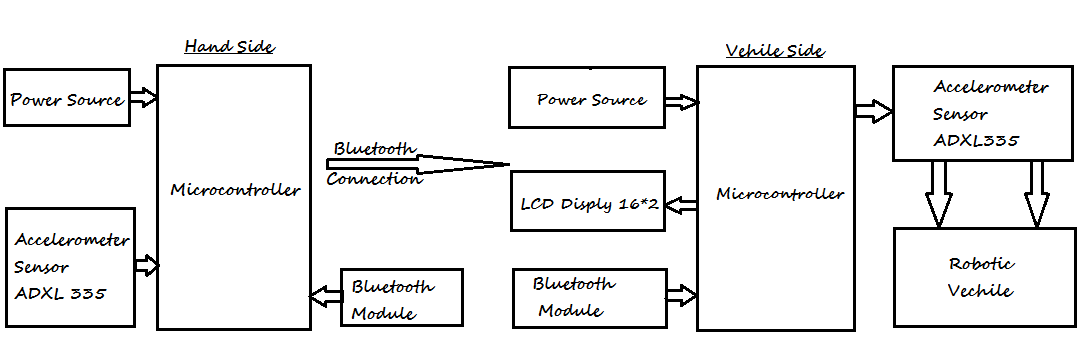 Hand Side
Power Source
Microcontroller
Accelerometer
Sensor
ADXL 335
Bluetooth
Module
Bluetooth
Connection
Vehile Side
Power Source
LCD Disply 16*2
Bluetooth
Module
Microcontroller
Accelerometer
Sensor
ADXL335
Robotic
Vechile